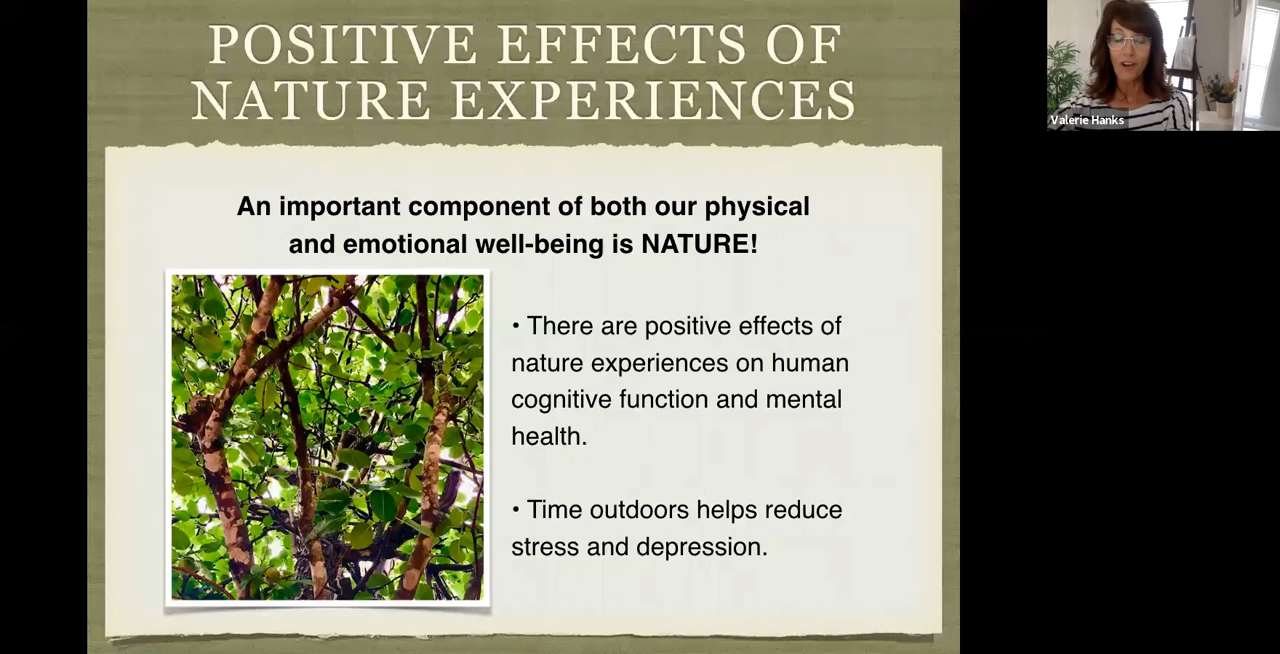 POSITIVE EFFECTS OF
NATURE EXPERIENCES
An important component of both our physical
and emotional well-being is NATURE!
• There are positive effects of
nature experiences on human
cognitive function and mental
health.
• Time outdoors helps reduce
stress and depression.
Valerie Hanks